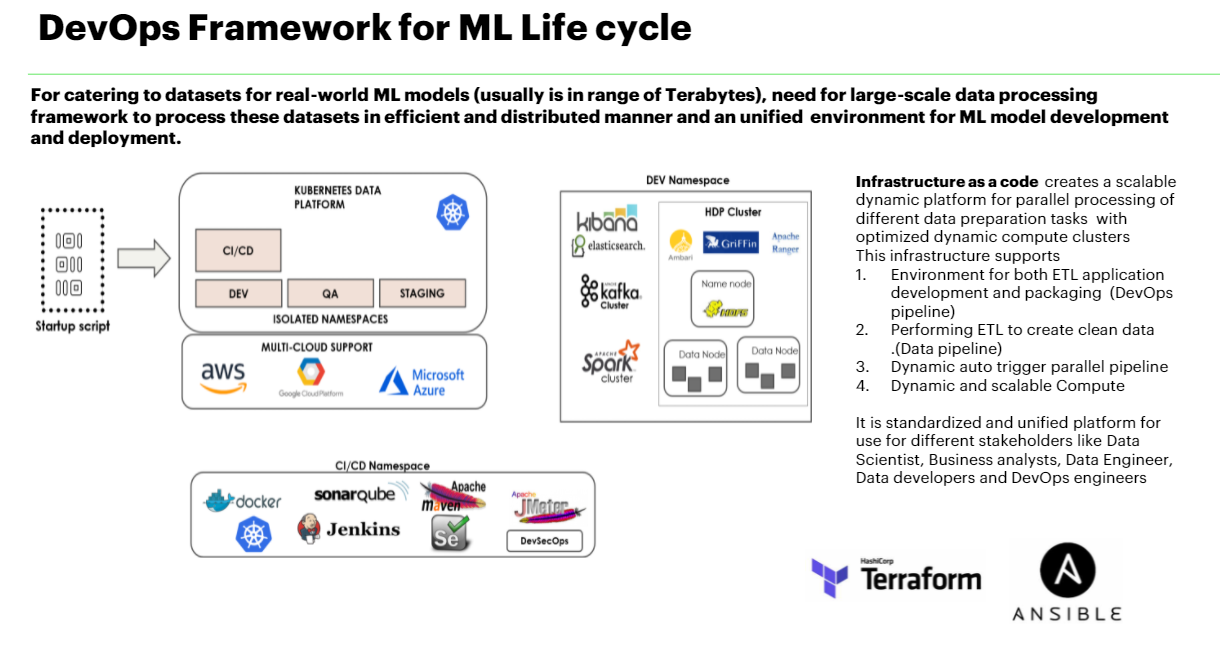 DevOps Framework for ML Life cycle
For catering to datasets for real-world ML models (usually is in range of Terabytes), need for large-scale data processing
framework to process these datasets in efficient and distributed manner and an unified environment for ML model development
and deployment.
Startup script
KUBERNETES DATA
PLATFORM
CI/CD
DEV
QA
STAGING
ISOLATED NAMESPACES
MULTI-CLOUD SUPPORT
aws
Google Cloud Platform
Microsoft
Azure
DEV Namespace
kibana
elasticsearch.
kafka.
Cluster
APACHE
Spark
cluster
HDP Cluster
Ambari
GriFFin
Apache
Ranger
Name node
Data Node
Data Node
CI/CD Namespace
docker
sonarqube
Apache
maven
Apache
JMeter
Jenkins
Se
DevSecOps
Infrastructure as a code creates a scalable
dynamic platform for parallel processing of
different data preparation tasks with
optimized dynamic compute clusters
This infrastructure supports
1. Environment for both ETL application
development and packaging (DevOps
pipeline)
2. Performing ETL to create clean data
.(Data pipeline)
3. Dynamic auto trigger parallel pipeline
4. Dynamic and scalable Compute
It is standardized and unified platform for
use for different stakeholders like Data
Scientist, Business analysts, Data Engineer,
Data developers and DevOps engineers
HashiCorp
Terraform
ANSIBLE